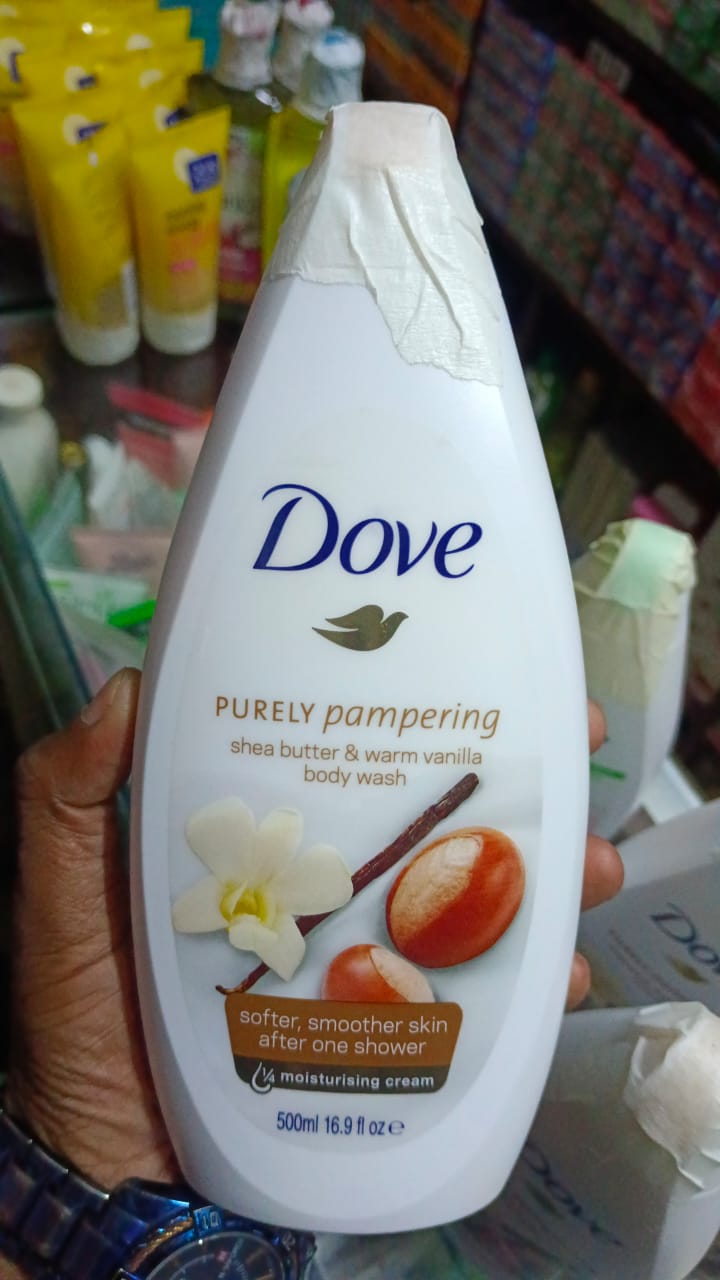 Dove
PURELY pampering
shea butter & warm vanilla
body wash
softer, smoother skin
after one shower
1/4 moisturising cream
500ml 16.9 fl oz e
Dove